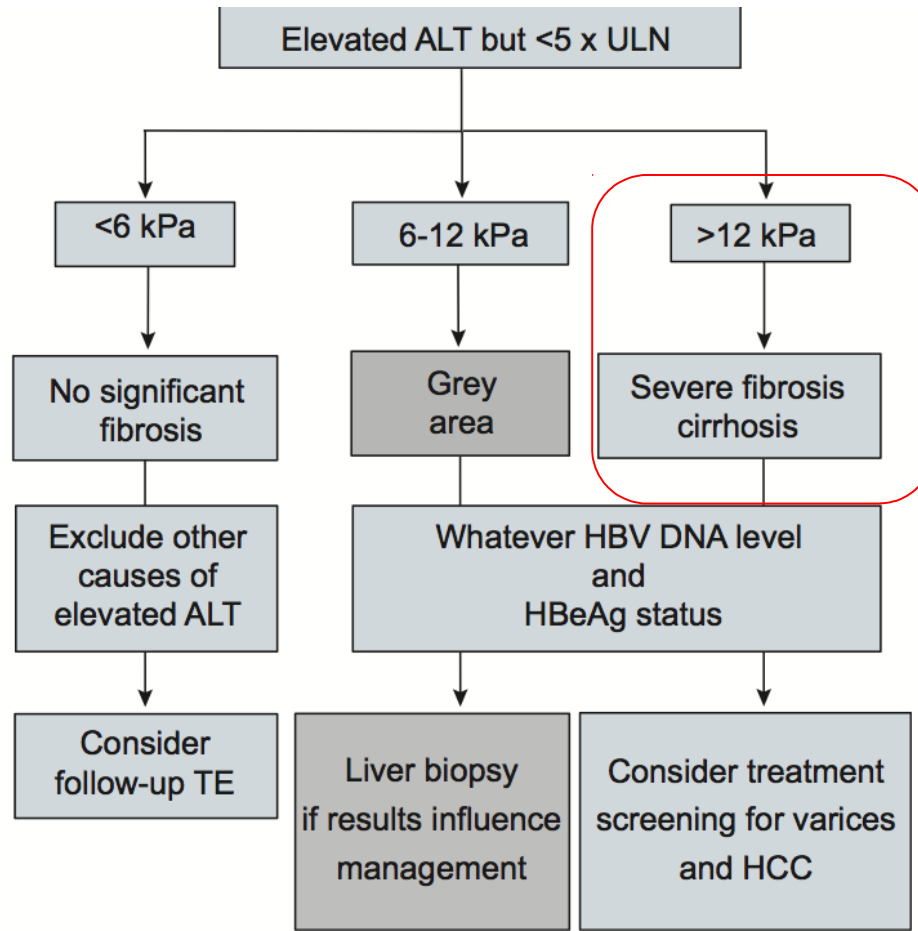 Elevated ALT but <5 x ULN
<6 kPa
6-12 kPa
>12 kPa
No significant
fibrosis
Grey
area
Severe fibrosis
cirrhosis
Exclude other
causes of
elevated ALT
Whatever HBV DNA level
and
HBeAg status
Consider
follow-up TE
Liver biopsy
if results influence
management
Consider treatment
screening for varices
and HCC